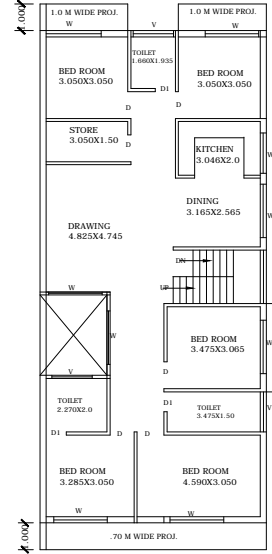 1.000
1.0 M WIDE PROJ.
1.0 M WIDE PROJ.
W
V
W
TOILET
1.660X1.935
BED ROOM
3.050X3.050
BED ROOM
3.050X3.050
D1
D
D
STORE
3.050X1.50
D
KITCHEN
3.046X2.0
W
DINING
3.165X2.565
W
DRAWING
4.825X4.745
DN
UP
W
W
BED ROOM
3.475X3.065
W
V
D
TOILET
2.270X2.0
D1
TOILET
3.475X1.50
V
D1
D
D
BED ROOM
3.285X3.050
BED ROOM
4.590X3.050
W
W
1.000
.70 M WIDE PROJ.